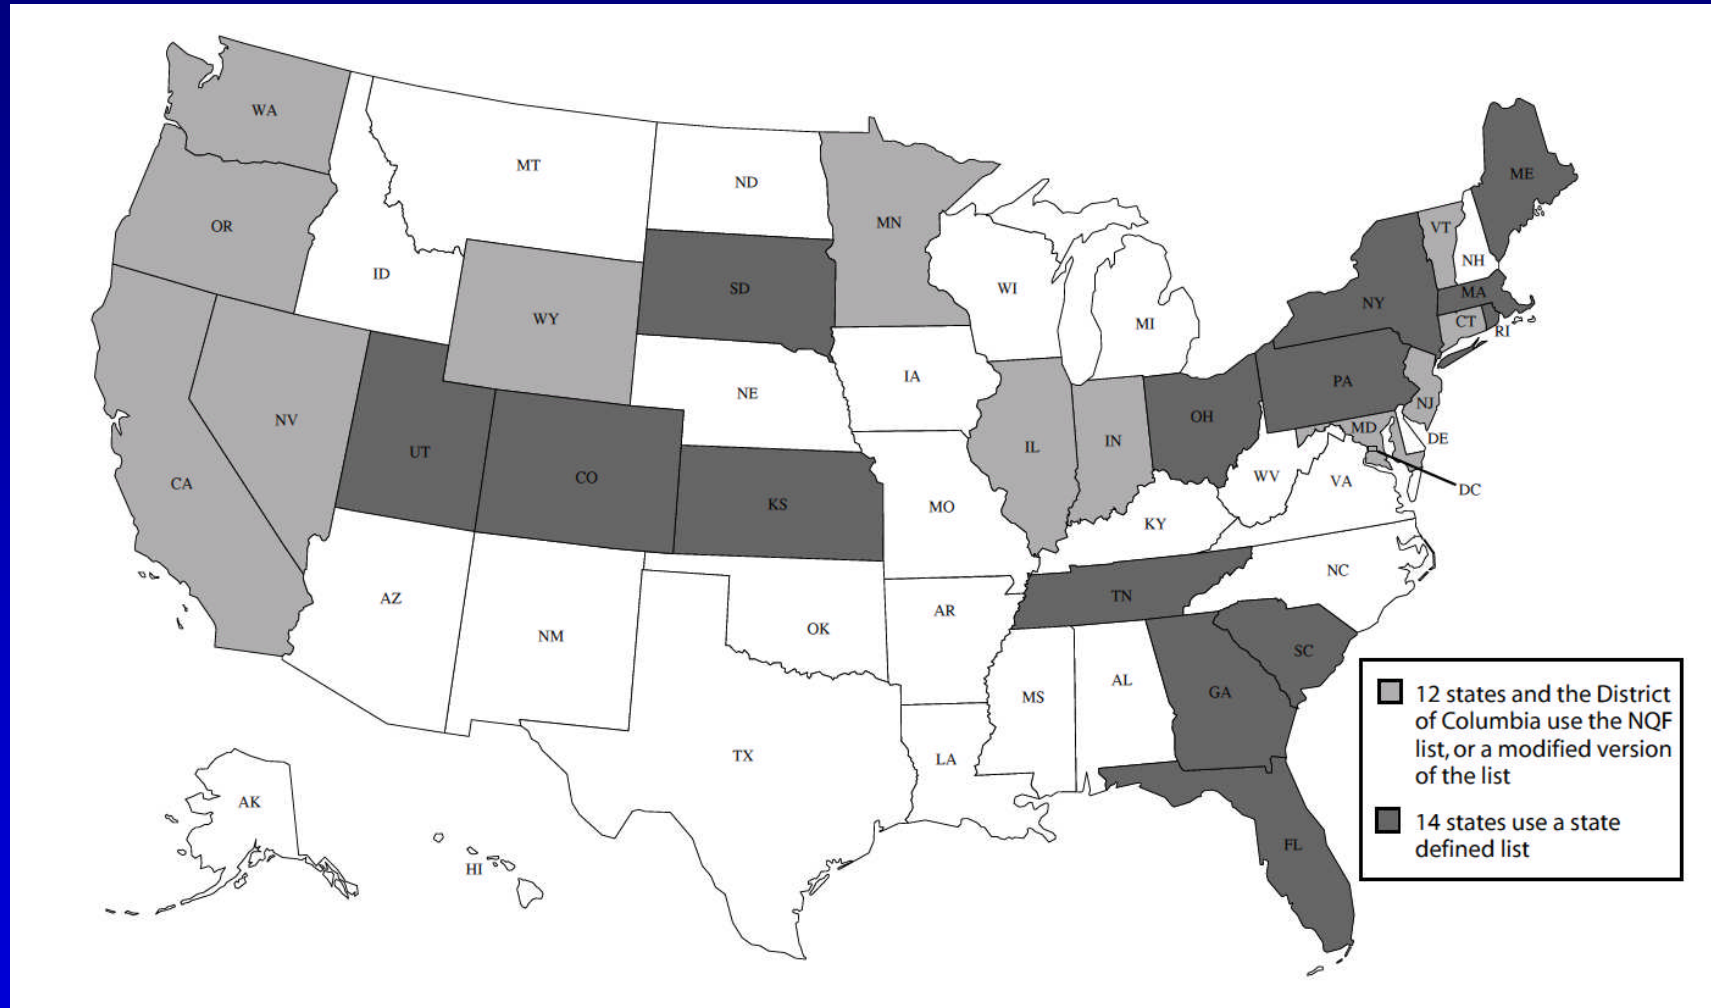 WA
MT
ND
MN
ME
OR
ID
SD
WI
MI
VT
NH
NY
MA
CT
RI
WY
NE
IA
PA
NJ
NV
UT
CO
IL
IN
OH
MD
DE
CA
KS
MO
KY
WV
VA
DC
AZ
NM
OK
AR
TN
NC
TX
LA
MS
AL
GA
SC
FL
AK
HI
12 states and the District
of Columbia use the NQF
list, or a modified version
of the list
14 states use a state
defined list